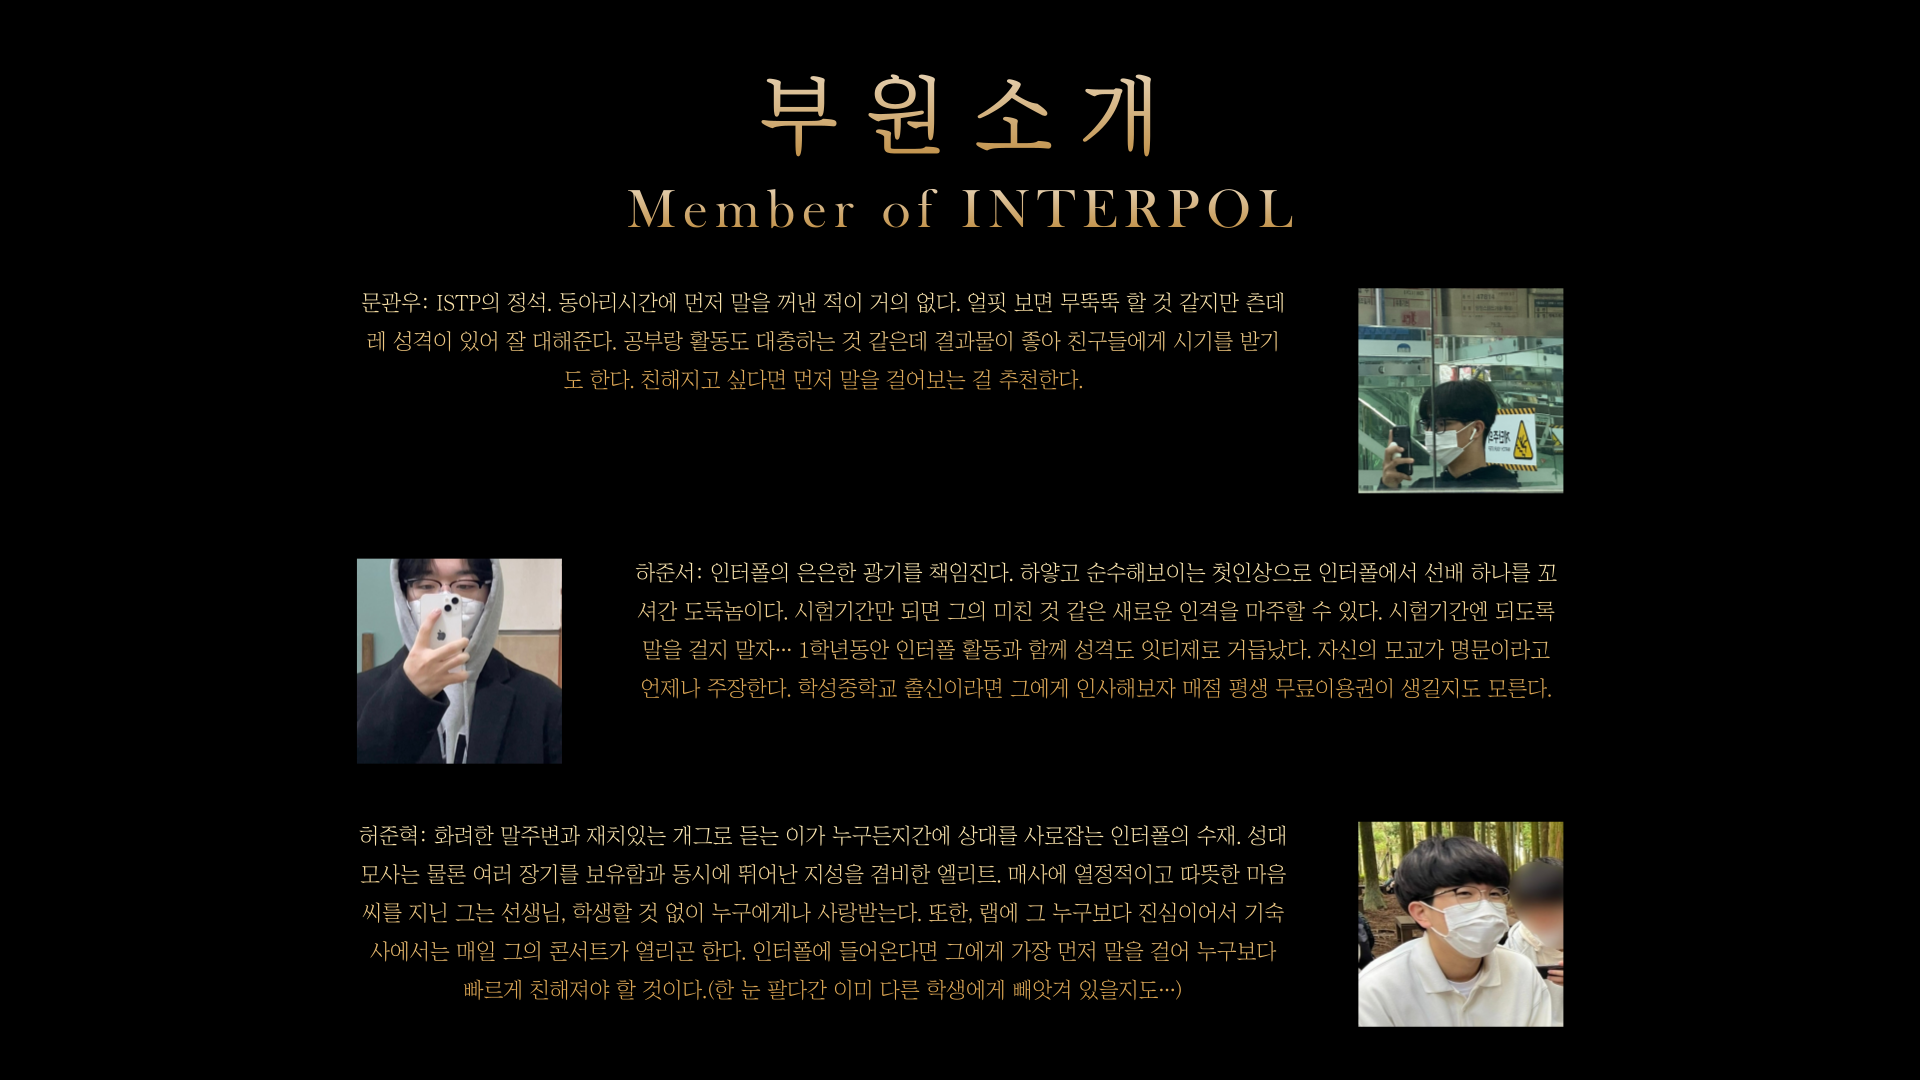 부원소개
Member of INTERPOL
문관우: ISTP의 정석. 동아리시간에 먼저 말을 꺼낸 적이 거의 없다. 얼핏 보면 무뚝뚝 할 것 같지만 츤데
레 성격이 있어 잘 대해준다. 공부랑 활동도 대충하는 것 같은데 결과물이 좋아 친구들에게 시기를 받기
도 한다. 친해지고 싶다면 먼저 말을 걸어보는 걸 추천한다.
하준서: 인터폴의 은은한 광기를 책임진다. 하얗고 순수해보이는 첫인상으로 인터폴에서 선배 하나를 꼬
셔간 도둑놈이다. 시험기간만 되면 그의 미친 것 같은 새로운 인격을 마주할 수 있다. 시험기간엔 되도록
말을 걸지 말자… 1학년동안 인터폴 활동과 함께 성격도 잇티제로 거듭났다. 자신의 모교가 명문이라고
언제나 주장한다. 학성중학교 출신이라면 그에게 인사해보자 매점 평생 무료이용권이 생길지도 모른다.
허준혁: 화려한 말주변과 재치있는 개그로 듣는 이가 누구든지간에 상대를 사로잡는 인터폴의 수재. 성대
모사는 물론 여러 장기를 보유함과 동시에 뛰어난 지성을 겸비한 엘리트. 매사에 열정적이고 따뜻한 마음
씨를 지닌 그는 선생님, 학생할 것 없이 누구에게나 사랑받는다. 또한, 랩에 그 누구보다 진심이어서 기숙
사에서는 매일 그의 콘서트가 열리곤 한다. 인터폴에 들어온다면 그에게 가장 먼저 말을 걸어 누구보다
빠르게 친해져야 할 것이다.(한 눈 팔다간 이미 다른 학생에게 빼앗겨 있을지도…)